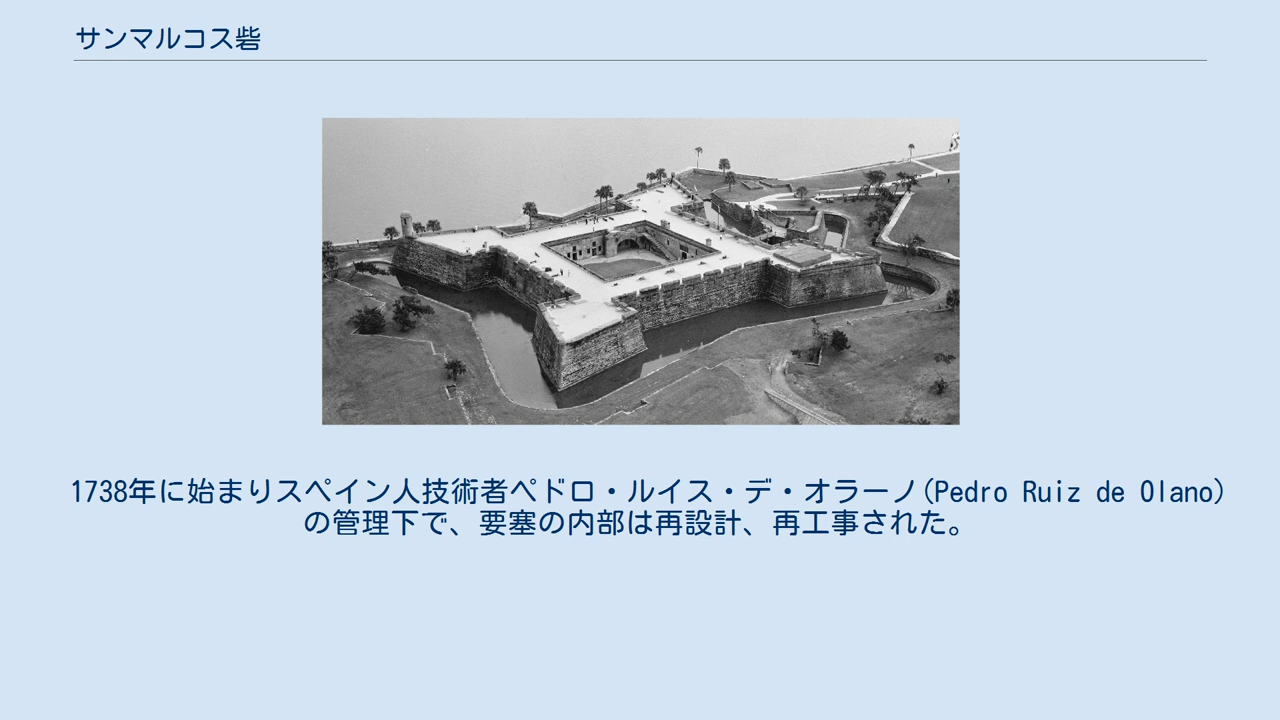 サンマルコス砦
1738年に始まりスペイン人技術者ペドロ・ルイス・デ・オラーノ(Pedro Ruiz de Olano)
の管理下で、要塞の内部は再設計、再工事された。